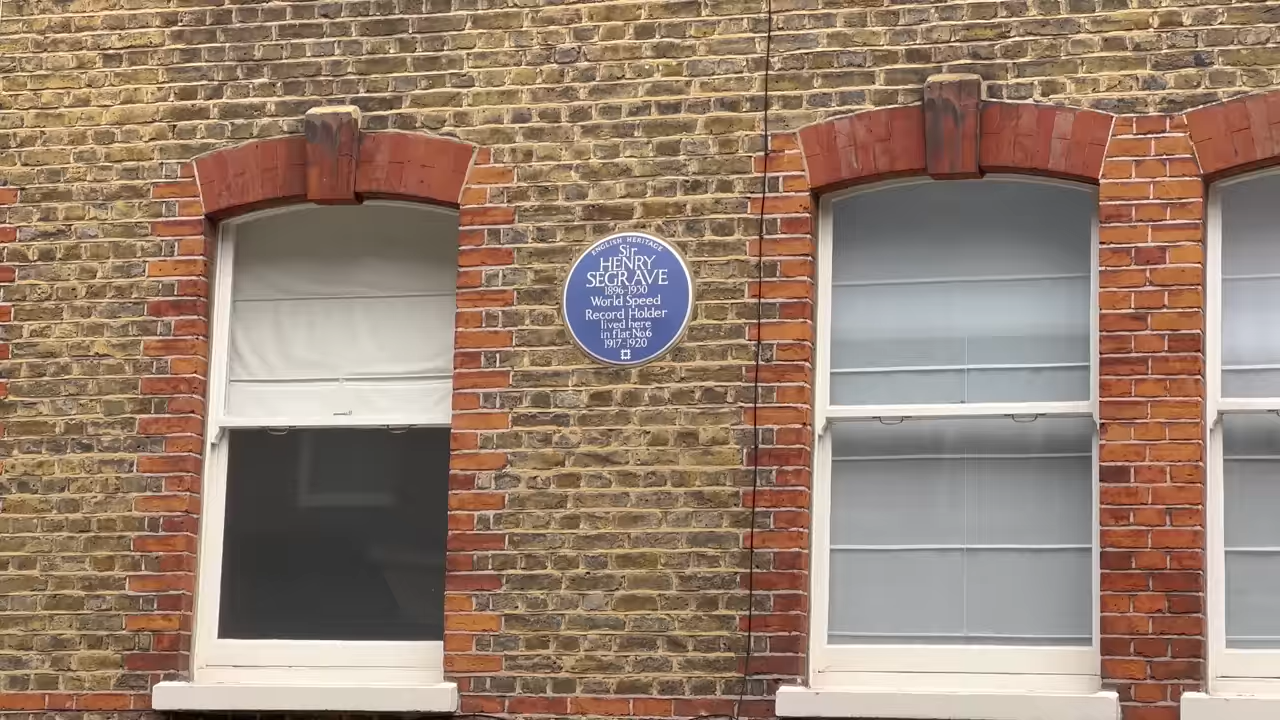 ENGLISH HERITAGE
Sir
HENRY
SEGRAVE
1896-1930
World Speed
Record Holder
lived here
in flat No.6
1917-1920